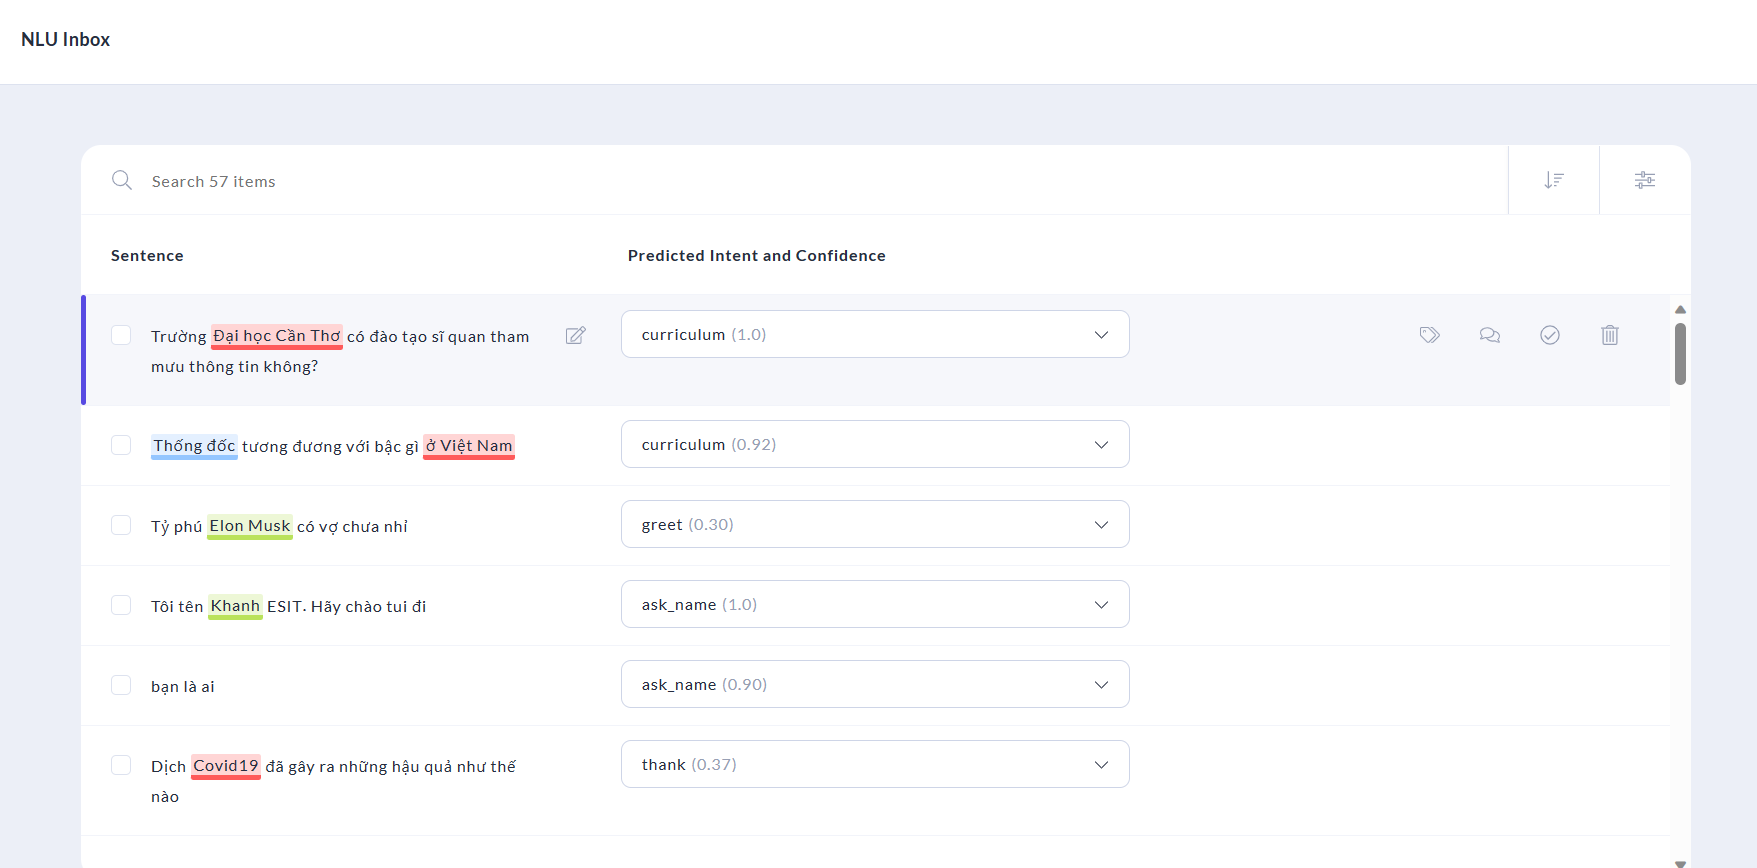 NLU Inbox
Search 57 items
Sentence
Predicted Intent and Confidence
Trường Đại học Cần Thơ có đào tạo sĩ quan tham
mưu thông tin không?
curriculum (1.0)
Thống đốc tương đương với bậc gì ở Việt Nam
curriculum (0.92)
Tỷ phú Elon Musk có vợ chưa nhỉ
greet (0.30)
Tôi tên Khanh ESIT. Hãy chào tui đi
ask_name (1.0)
bạn là ai
ask_name (0.90)
Dịch Covid19 đã gây ra những hậu quả như thế
nào
thank (0.37)